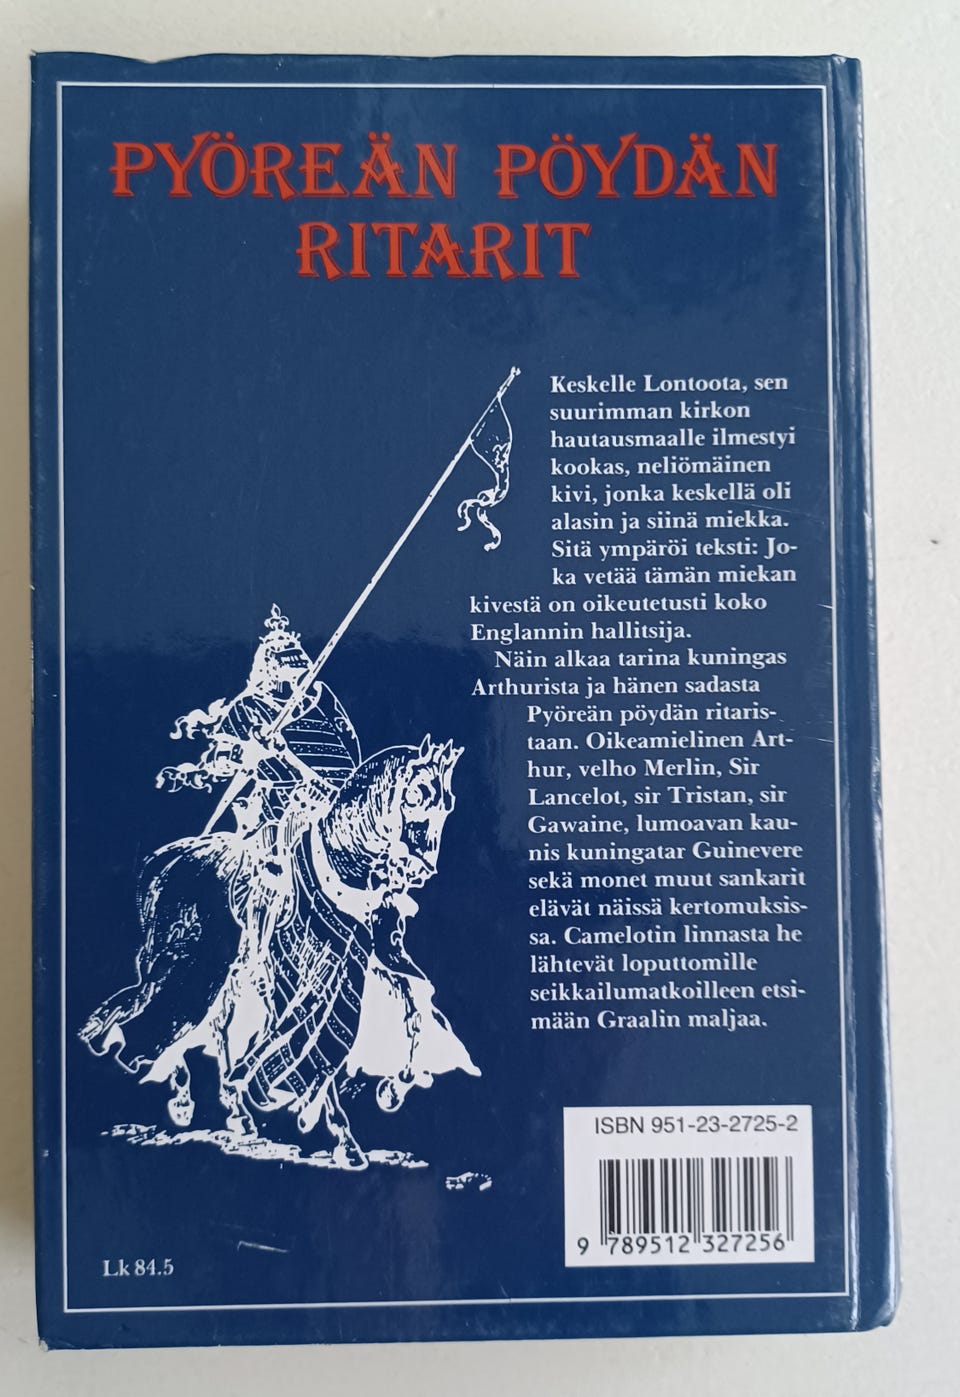 PYÖREÄN PÖYDÄN
RITARIT
Keskelle Lontoota, sen
suurimman kirkon
hautausmaalle ilmestyi
kookas, neliömäinen
kivi, jonka keskellä oli
alasin ja siinä miekka.
Sitä ympäröi teksti: Jo-
ka vetää tämän miekan
kivestä on oikeutetusti koko
Englannin hallitsija.
Näin alkaa tarina kuningas
Arthurista ja hänen sadasta
Pyöreän pöydän ritaris-
taan. Oikeamielinen Art-
hur, velho Merlin, Sir
Lancelot, sir Tristan, sir
Gawaine, lumoavan kau-
nis kuningatar Guinevere
sekä monet muut sankarit
elävät näissä kertomuksis-
sa. Camelotin linnasta he
lähtevät loputtomille
seikkailumatkoilleen etsi-
mään Graalin maljaa.
ISBN 951-23-2725-2
9 789512 327256
Lk 84.5